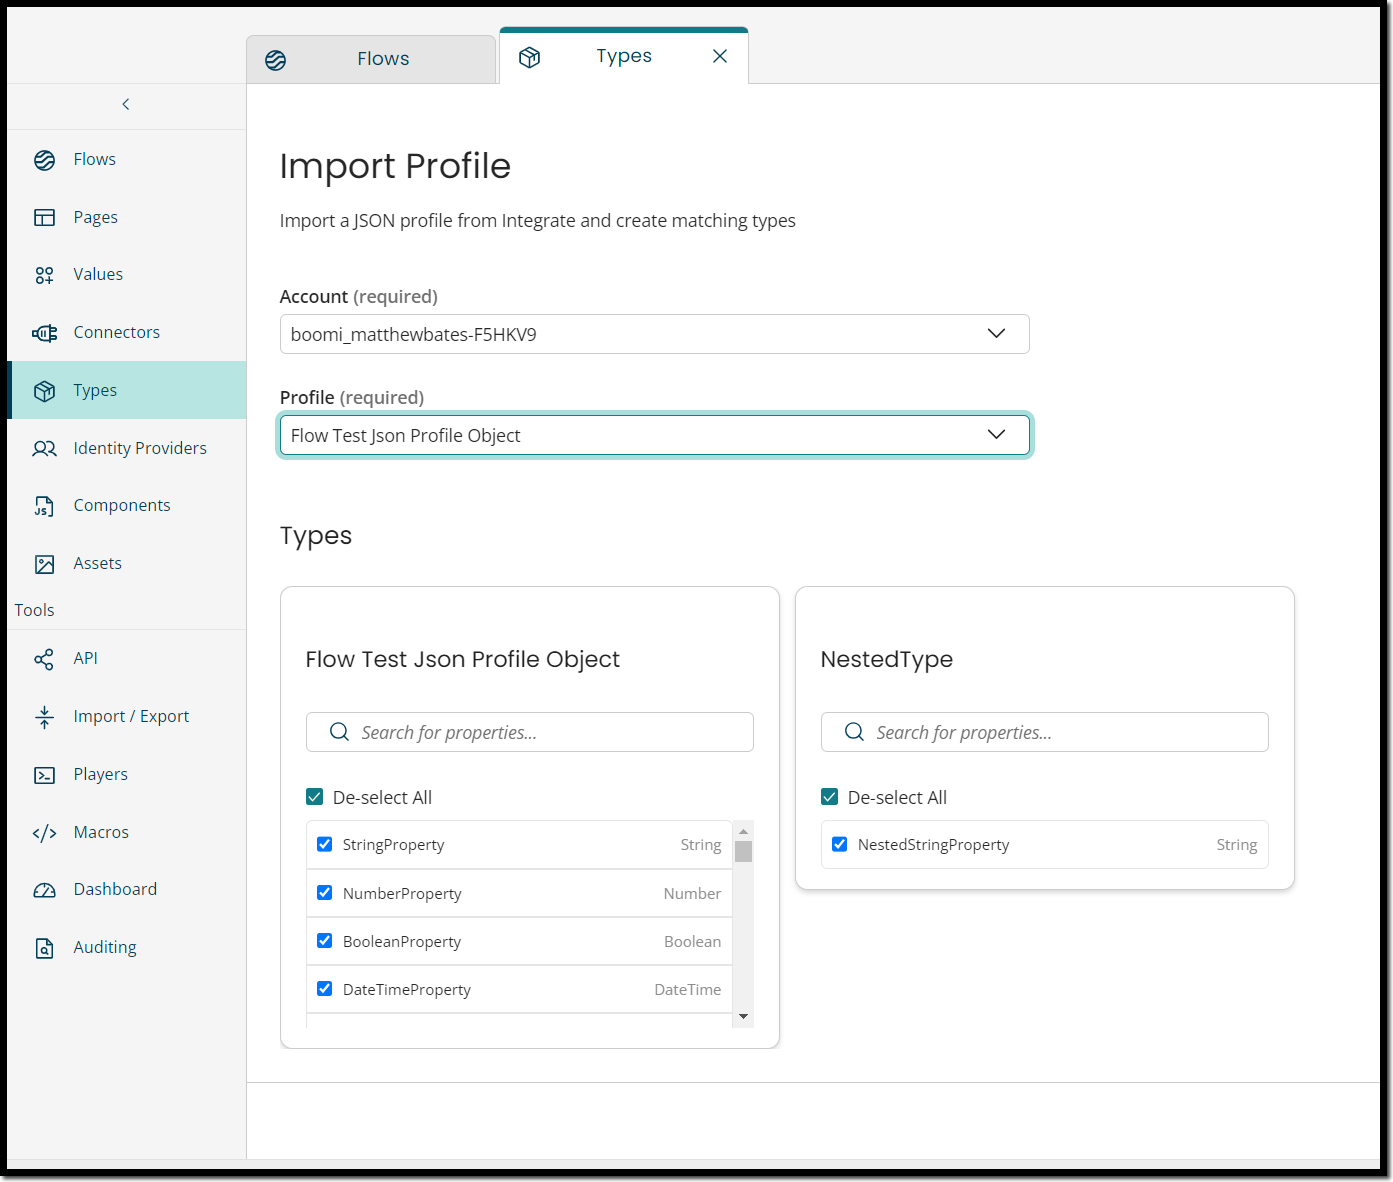 Flows
Types
Flows
Pages
Values
Connectors
Types
Identity Providers
Components
Assets
Tools
API
Import / Export
Players
Macros
Dashboard
Auditing
Import Profile
Import a JSON profile from Integrate and create matching types
Account (required)
boomi_matthewbates-F5HKV9
Profile (required)
Flow Test Json Profile Object
Types
Flow Test Json Profile Object
Search for properties...
De-select All
StringProperty String
NumberProperty Number
BooleanProperty Boolean
DateTimeProperty DateTime
NestedType
Search for properties...
De-select All
NestedStringProperty String